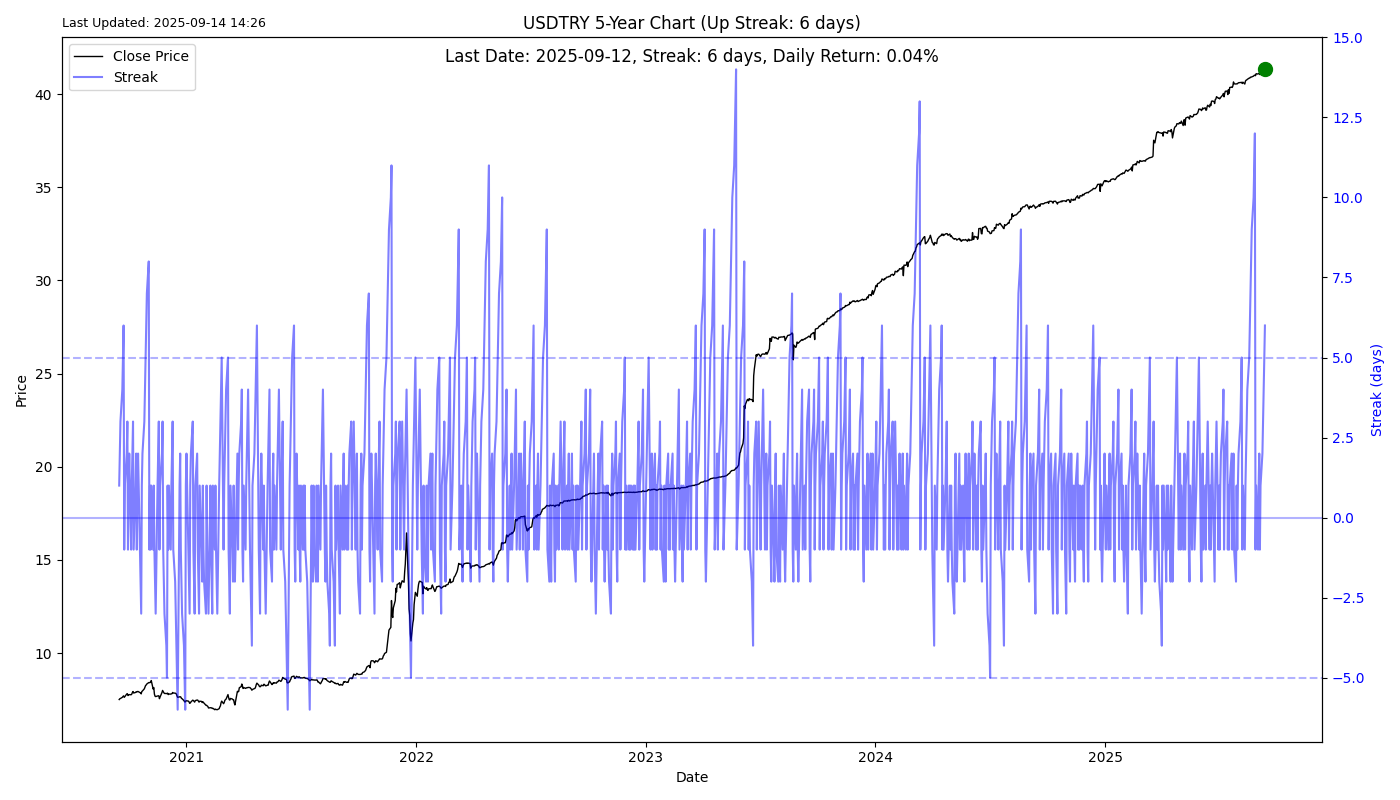 Last Updated: 2025-09-14 14:26
USDTRY 5-Year Chart (Up Streak: 6 days)
Last Date: 2025-09-12, Streak: 6 days, Daily Return: 0.04%
Close Price
Streak
Price
40
35
30
25
20
15
10
15.0
12.5
10.0
7.5
5.0
2.5
0.0
−2.5
−5.0
Streak (days)
2021
2022
2023
2024
2025
Date